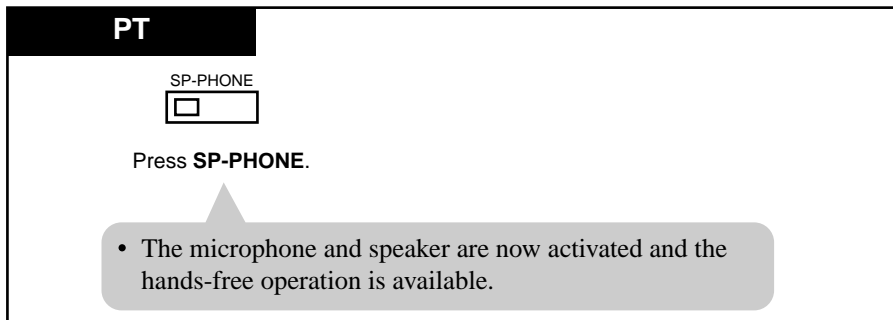 PT
SP-PHONE
Press SP-PHONE.
• The microphone and speaker are now activated and the
hands-free operation is available.